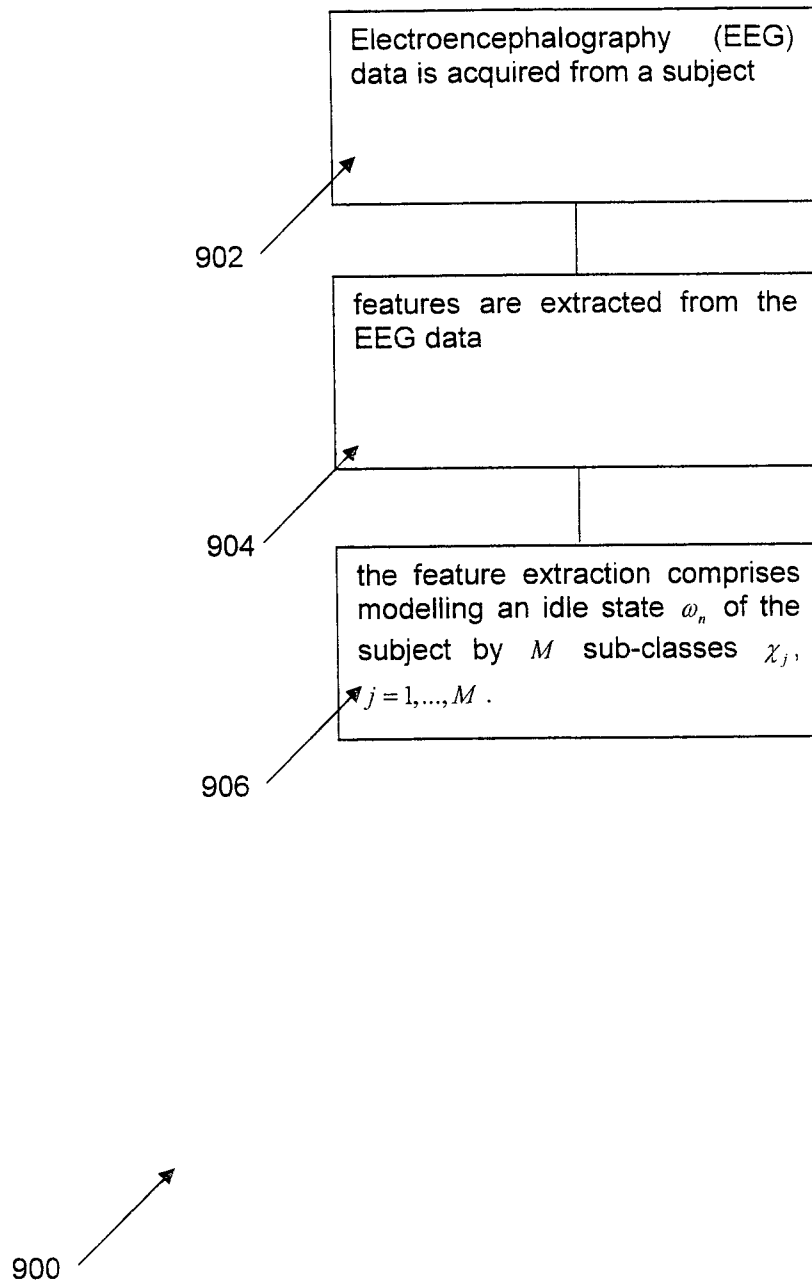 Electroencephalography (EEG)
data is acquired from a subject
902
features are extracted from the
EEG data
904
the feature extraction comprises
modelling an idle state ωₙ of the
subject by M sub-classes χⱼ,
j = 1,..., M .
906
900